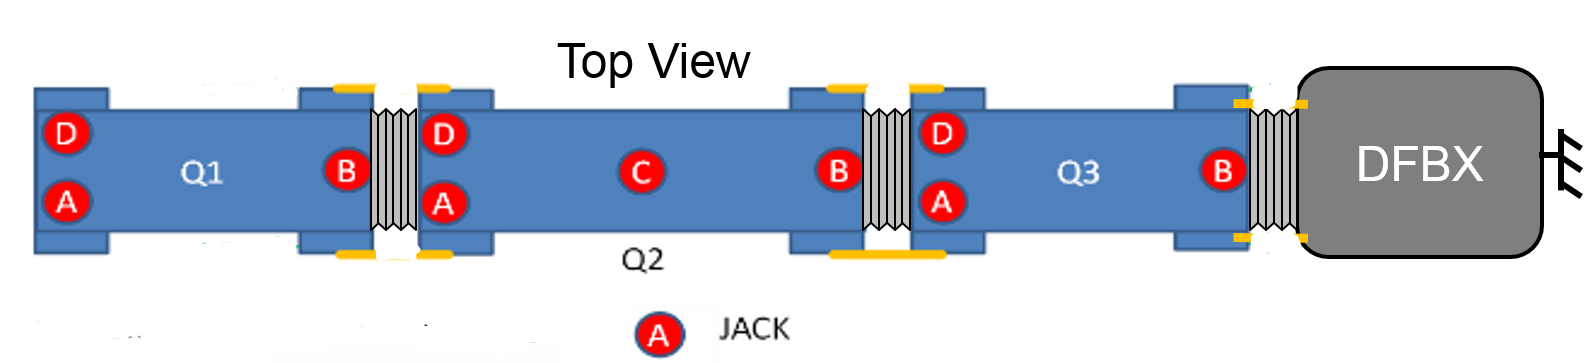 Top View
D D D
Q1 B C B Q3 B DFBX
A A A
Q2
A JACK